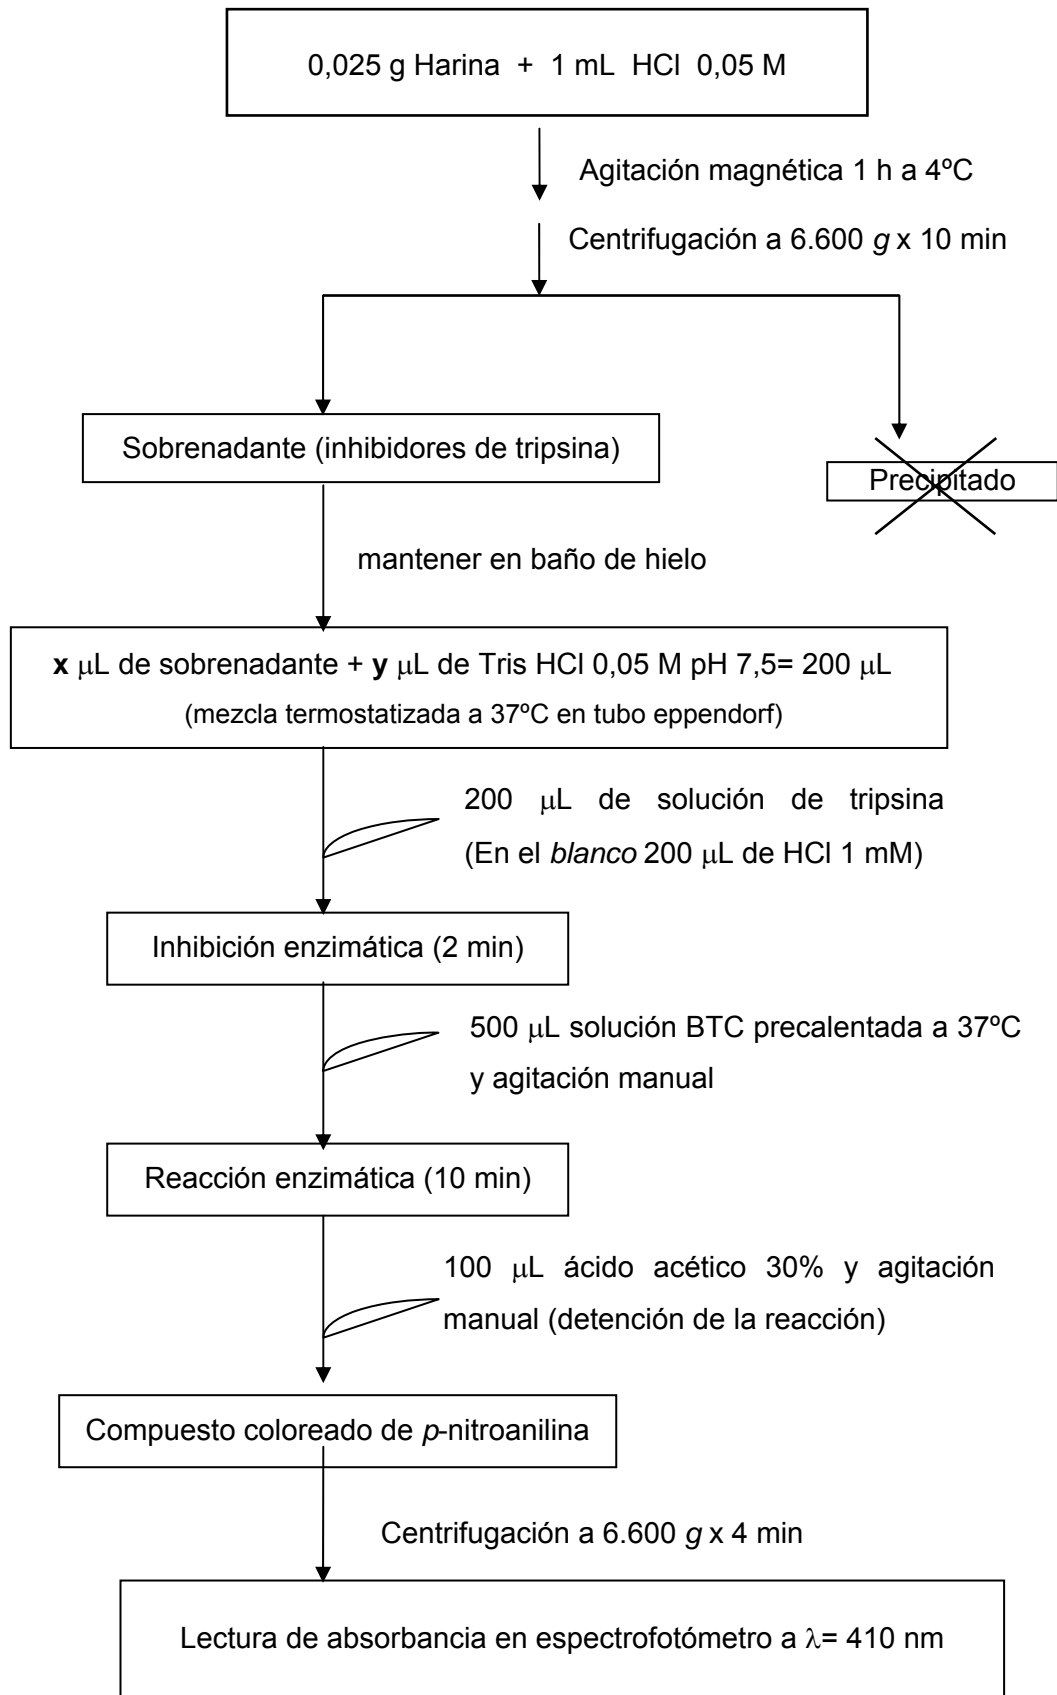 0,025 g Harina + 1 mL HCl 0,05 M
Agitación magnética 1 h a 4ºC
Centrifugación a 6.600 g x 10 min
Sobrenadante (inhibidores de tripsina)
Precipitado
mantener en baño de hielo
x μL de sobrenadante + y μL de Tris HCl 0,05 M pH 7,5= 200 μL
(mezcla termostatizada a 37ºC en tubo eppendorf)
200 μL de solución de tripsina
(En el blanco 200 μL de HCl 1 mM)
Inhibición enzimática (2 min)
500 μL solución BTC precalentada a 37ºC
y agitación manual
Reacción enzimática (10 min)
100 μL ácido acético 30% y agitación
manual (detención de la reacción)
Compuesto coloreado de p-nitroanilina
Centrifugación a 6.600 g x 4 min
Lectura de absorbancia en espectrofotómetro a λ= 410 nm